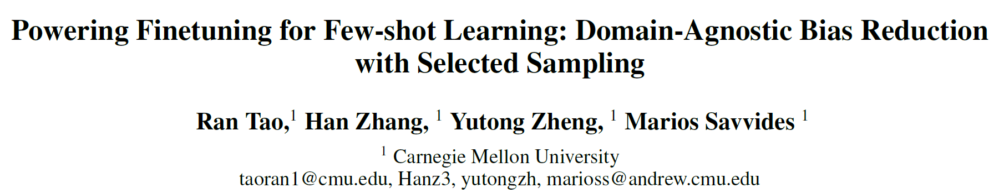 Powering Finetuning for Few-shot Learning: Domain-Agnostic Bias Reduction
with Selected Sampling
Ran Tao,1 Han Zhang, 1 Yutong Zheng, 1 Marios Savvides 1
1 Carnegie Mellon University
taoran1@cmu.edu, Hanz3, yutongzh, marioss@andrew.cmu.edu